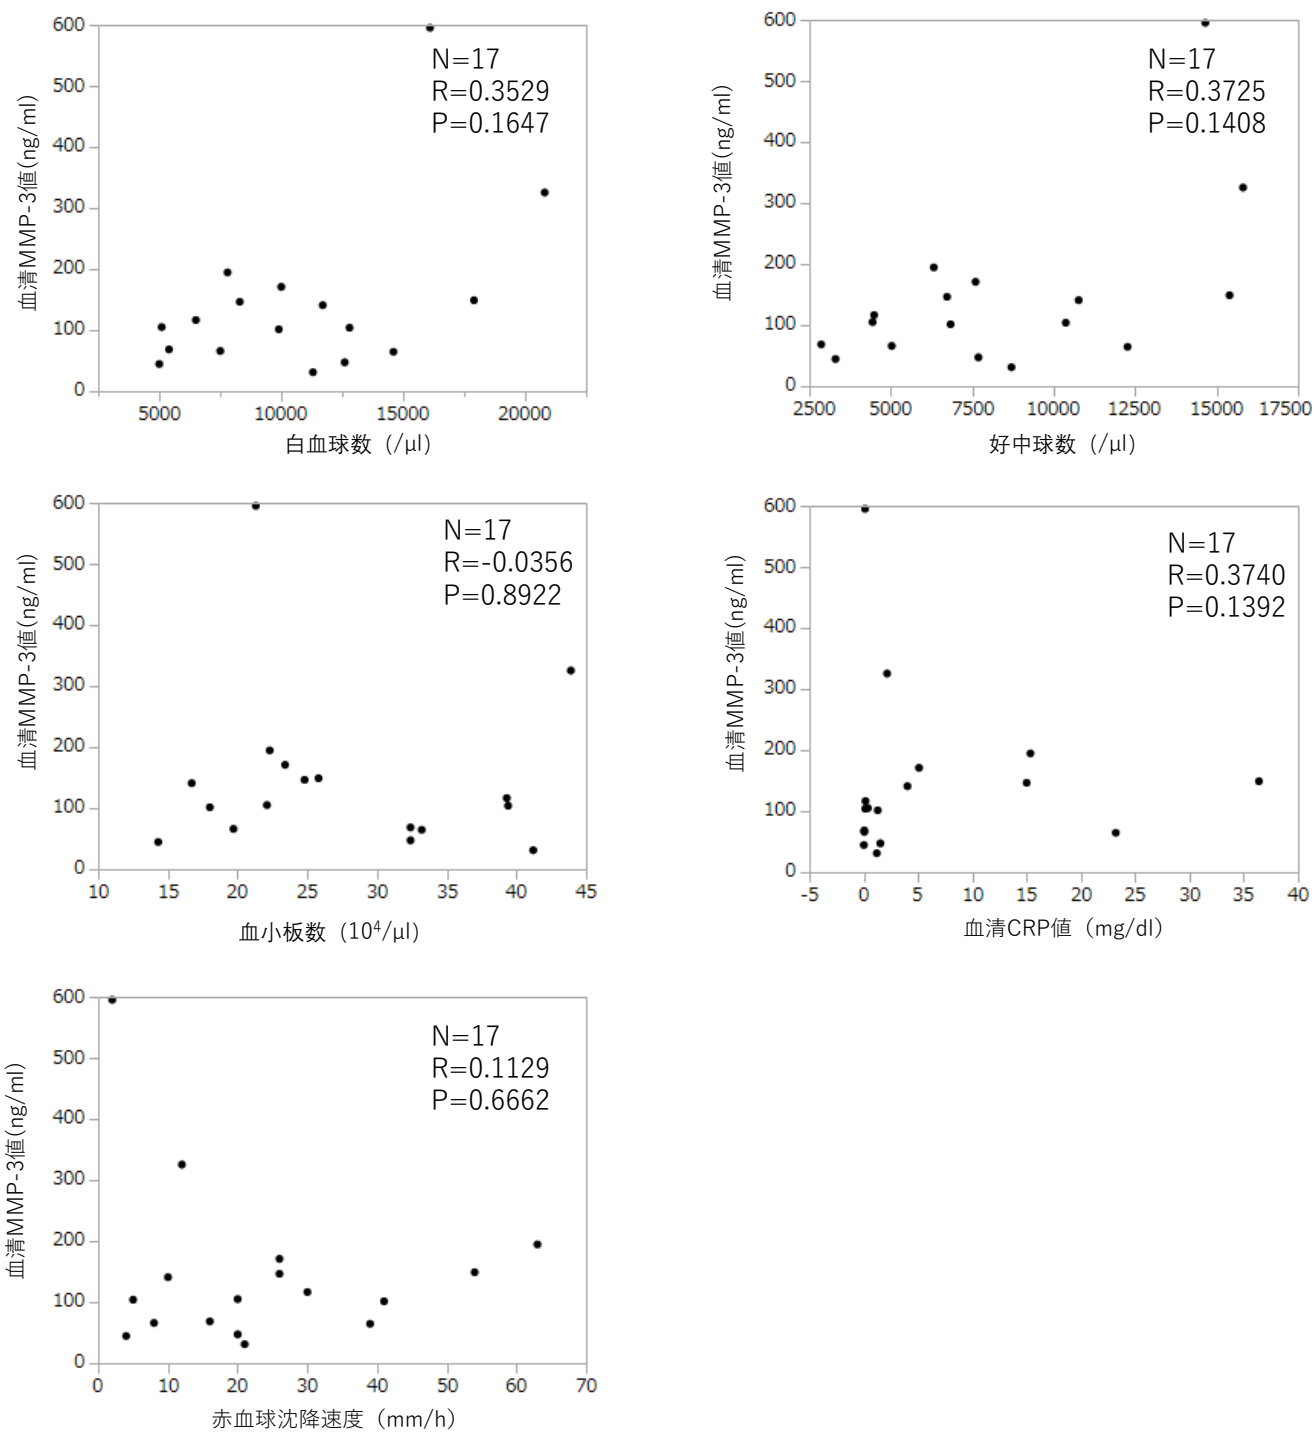 600
500
400
300
200
100
0
血清MMP-3値(ng/ml)
N=17
R=0.3529
P=0.1647
5000 10000 15000 20000
白血球数 (/μl)
600
500
400
300
200
100
0
血清MMP-3値(ng/ml)
N=17
R=0.3725
P=0.1408
2500 5000 7500 10000 12500 15000 17500
好中球数 (/μl)
600
500
400
300
200
100
0
血清MMP-3値(ng/ml)
N=17
R=-0.0356
P=0.8922
10 15 20 25 30 35 40 45
血小板数 (10⁴/μl)
600
500
400
300
200
100
0
血清MMP-3値(ng/ml)
N=17
R=0.3740
P=0.1392
-5 0 5 10 15 20 25 30 35 40
血清CRP値 (mg/dl)
600
500
400
300
200
100
0
血清MMP-3値(ng/ml)
N=17
R=0.1129
P=0.6662
0 10 20 30 40 50 60 70
赤血球沈降速度 (mm/h)